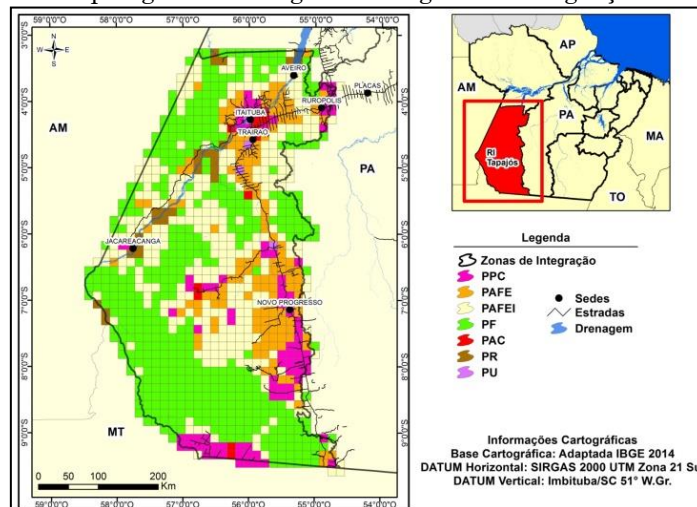 59°0'0"O 58°0'0"O 57°0'0"O 56°0'0"O 55°0'0"O 54°0'0"O
3°0'0"S
4°0'0"S
5°0'0"S
6°0'0"S
7°0'0"S
8°0'0"S
9°0'0"S
N
W E
S
AVEIRO
PLACAS
RUROPOLIS
ITAITUBA
TRAIRAO
AM
PA
JACAREACANGA
NOVO PROGRESSO
MT
0 50 100 200
Km
59°0'0"O 58°0'0"O 57°0'0"O 56°0'0"O 55°0'0"O 54°0'0"O
AP
AM
PA
MA
TO
RI
Tapajós
Legenda
Zonas de Integração
PPC
PAFE
PAFEI
PF
PAC
PR
PU
Sedes
Estradas
Drenagem
Informações Cartográficas
Base Cartográfica: Adaptada IBGE 2014
DATUM Horizontal: SIRGAS 2000 UTM Zona 21 Su
DATUM Vertical: Imbituba/SC 51° W.Gr.